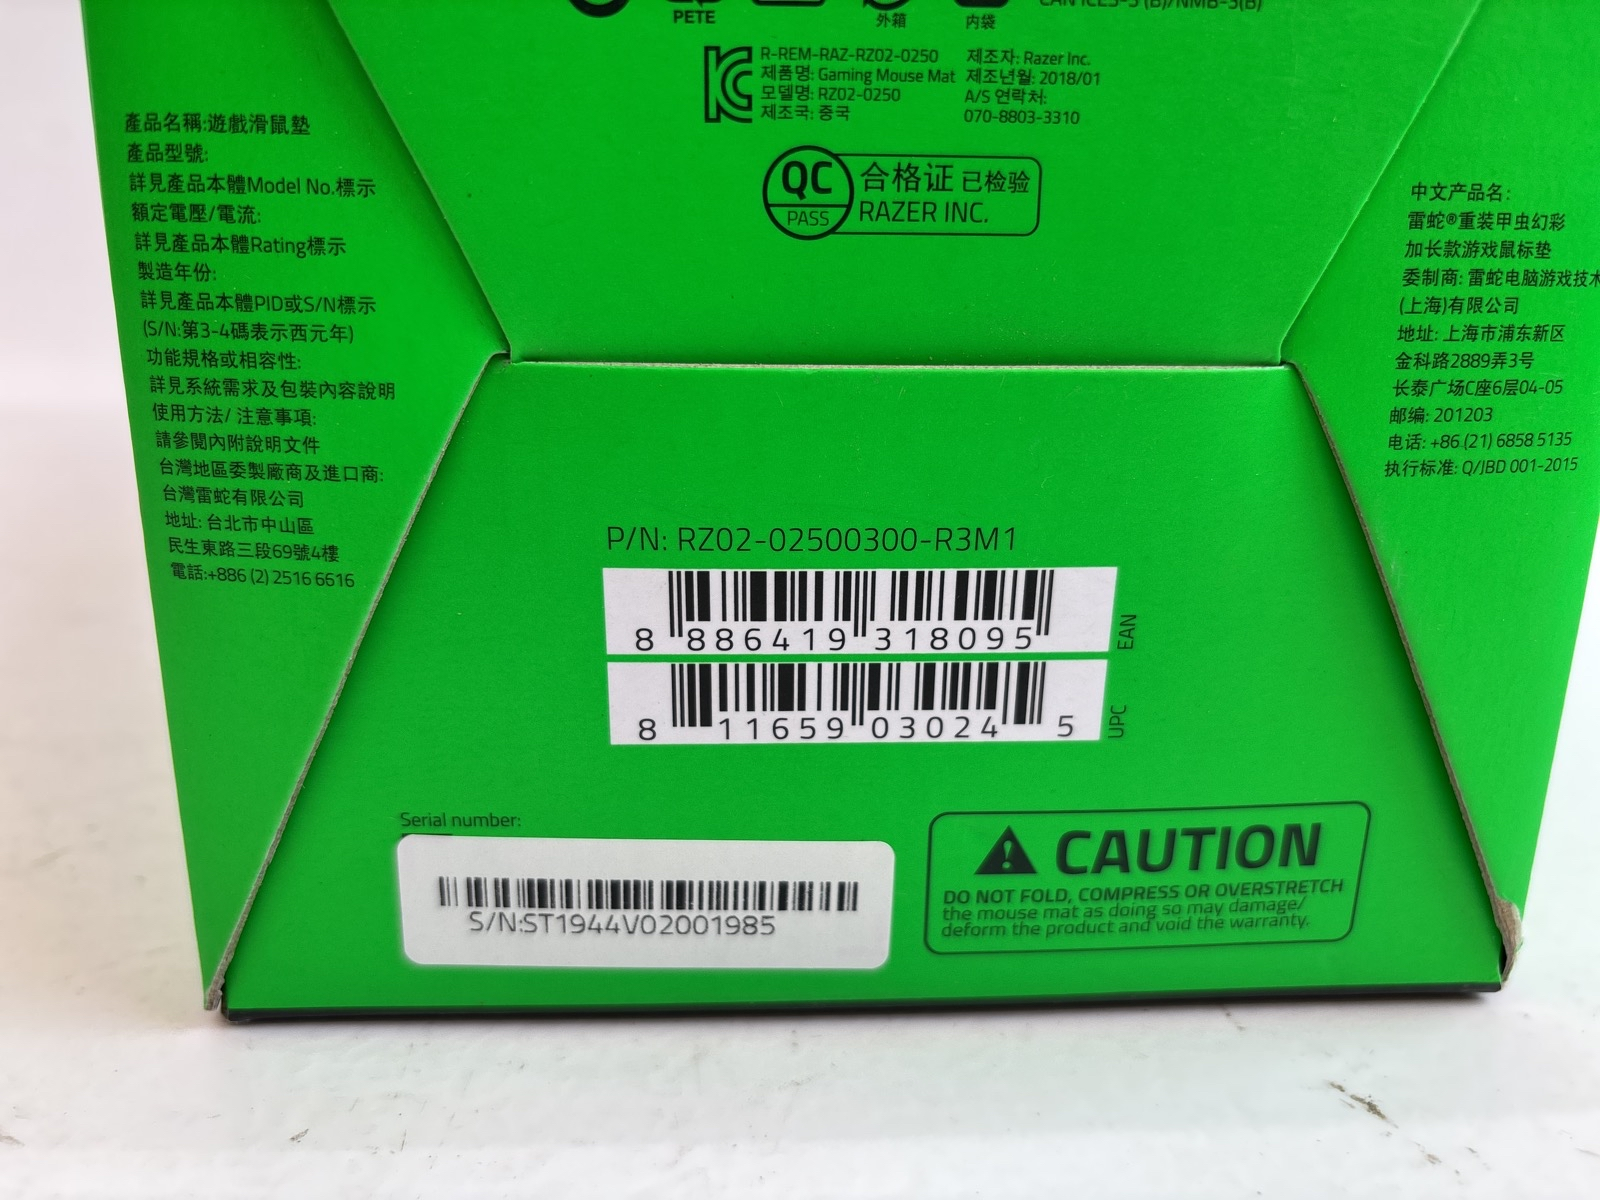 PETE
外箱
内袋
CAN ICES-3 (B)/NMB-3(B)
R-REM-RAZ-RZ02-0250
제품명: Gaming Mouse Mat
모델명: RZ02-0250
제조국: 중국
제조자: Razer Inc.
제조년월: 2018/01
A/S 연락처:
070-8803-3310
QC
PASS
合格证 已检验
RAZER INC.
產品名稱:遊戲滑鼠墊
產品型號:
詳見產品本體Model No.標示
額定電壓/電流:
詳見產品本體Rating標示
製造年份:
詳見產品本體PID或S/N標示
(S/N:第3-4碼表示西元年)
功能規格或相容性:
詳見系統需求及包裝內容說明
使用方法/ 注意事項:
請參閱內附說明文件
台灣地區委製廠商及進口商:
台灣雷蛇有限公司
地址: 台北市中山區
民生東路三段69號4樓
電話:+886 (2) 2516 6616
中文产品名:
雷蛇®重装甲虫幻彩
加长款游戏鼠标垫
委制商: 雷蛇电脑游戏技术
(上海)有限公司
地址: 上海市浦东新区
金科路2889弄3号
长泰广场C座6层04-05
邮编: 201203
电话: +86 (21) 6858 5135
执行标准: Q/JBD 001-2015
P/N: RZ02-02500300-R3M1
8 886419 318095
EAN
8 11659 03024 5
UPC
Serial number:
S/N:ST1944V02001985
CAUTION
DO NOT FOLD, COMPRESS OR OVERSTRETCH
the mouse mat as doing so may damage/
deform the product and void the warranty.